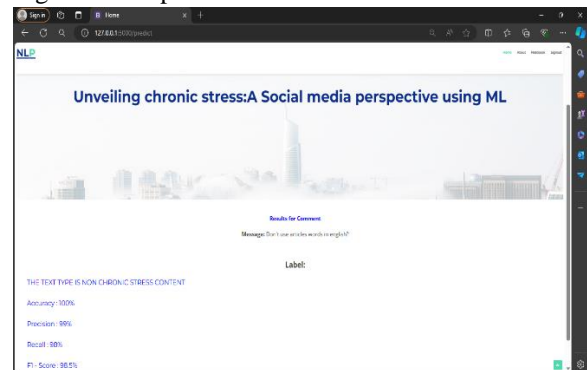 Sign in
Home
127.0.0.1:5000/predict
NLP
Unveiling chronic stress:A Social media perspective using ML
Results for Comment
Message: Don't use articles words in english"
Label:
THE TEXT TYPE IS NON CHRONIC STRESS CONTENT
Accuracy : 100%
Precision : 99%
Recall : 98%
F1 - Score : 98.5%